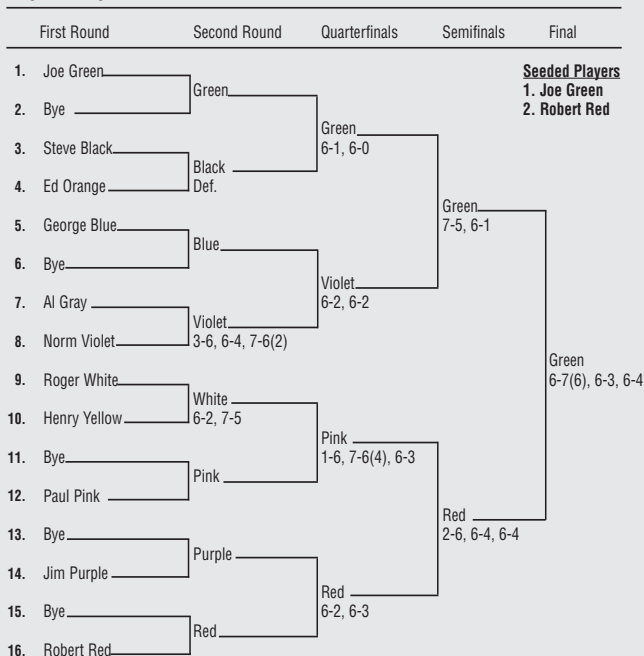 First Round Second Round Quarterfinals Semifinals Final
Seeded Players
1. Joe Green
2. Robert Red
1. Joe Green
2. Bye
3. Steve Black
4. Ed Orange
5. George Blue
6. Bye
7. Al Gray
8. Norm Violet
9. Roger White
10. Henry Yellow
11. Bye
12. Paul Pink
13. Bye
14. Jim Purple
15. Bye
16. Robert Red
Green
Black
Def.
Blue
Violet
3-6, 6-4, 7-6(2)
White
6-2, 7-5
Pink
Purple
Red
Green
6-1, 6-0
Violet
6-2, 6-2
Pink
1-6, 7-6(4), 6-3
Red
6-2, 6-3
Green
7-5, 6-1
Red
2-6, 6-4, 6-4
Green
6-7(6), 6-3, 6-4